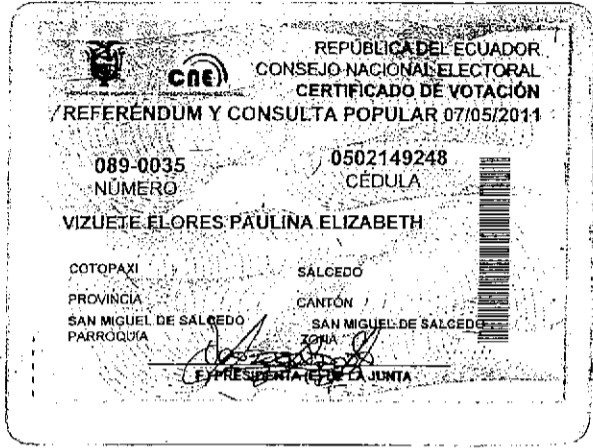 REPÚBLICA DEL ECUADOR
CNE
CONSEJO NACIONAL ELECTORAL
CERTIFICADO DE VOTACIÓN
REFERÉNDUM Y CONSULTA POPULAR 07/05/2011
089-0035
NÚMERO
0502149248
CÉDULA
VIZUETE FLORES PAULINA ELIZABETH
COTOPAXI
PROVINCIA
SALCEDO
CANTÓN
SAN MIGUEL DE SALCEDO
PARROQUIA
SAN MIGUEL DE SALCEDO
ZONA
F.) PRESIDENTA (E) DE LA JUNTA